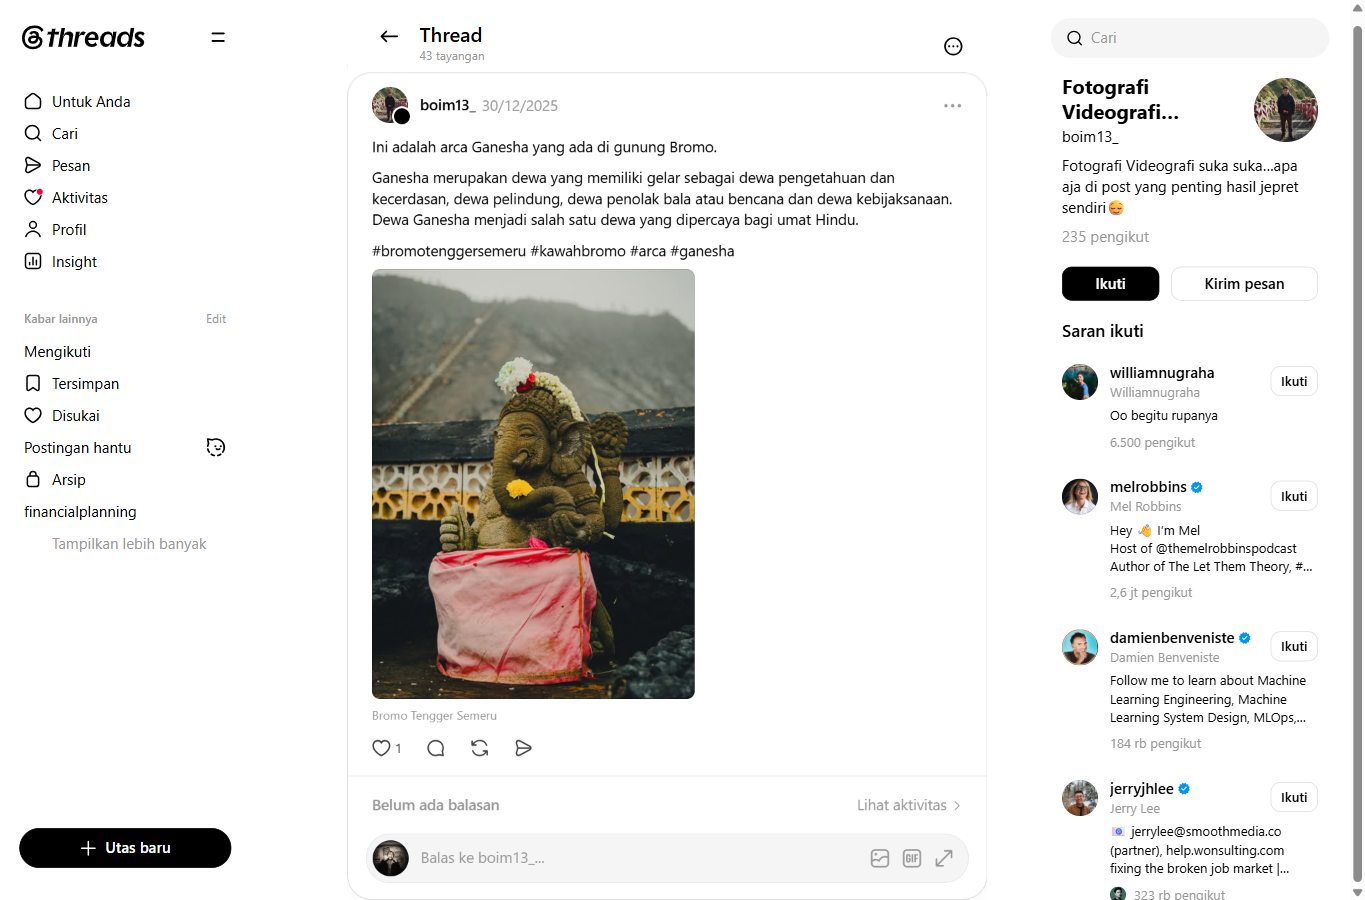 threads
Untuk Anda
Cari
Pesan
Aktivitas
Profil
Insight
Kabar lainnya
Edit
Mengikuti
Tersimpan
Disukai
Postingan hantu
Arsip
financialplanning
Tampilkan lebih banyak
Utas baru
Thread
43 tayangan
boim13_ 30/12/2025
Ini adalah arca Ganesha yang ada di gunung Bromo.
Ganesha merupakan dewa yang memiliki gelar sebagai dewa pengetahuan dan
kecerdasan, dewa pelindung, dewa penolak bala atau bencana dan dewa kebijaksanaan.
Dewa Ganesha menjadi salah satu dewa yang dipercaya bagi umat Hindu.
#bromotenggersemeru #kawahbromo #arca #ganesha
Bromo Tengger Semeru
1
Belum ada balasan
Lihat aktivitas
Balas ke boim13_...
GIF
Cari
Fotografi
Videografi...
boim13_
Fotografi Videografi suka suka...apa
aja di post yang penting hasil jepret
sendiri😅
235 pengikut
Ikuti
Kirim pesan
Saran ikuti
williamnugraha
Williamnugraha
Ikuti
Oo begitu rupanya
6.500 pengikut
melrobbins
Mel Robbins
Ikuti
Hey 👋 I'm Mel
Host of @themelrobbinspodcast
Author of The Let Them Theory, #...
2,6 jt pengikut
damienbenveniste
Damien Benveniste
Ikuti
Follow me to learn about Machine
Learning Engineering, Machine
Learning System Design, MLOps,...
184 rb pengikut
jerryjhlee
Jerry Lee
Ikuti
📧 jerrylee@smoothmedia.co
(partner), help.wonsulting.com
fixing the broken job market |...
323 rb pengikut